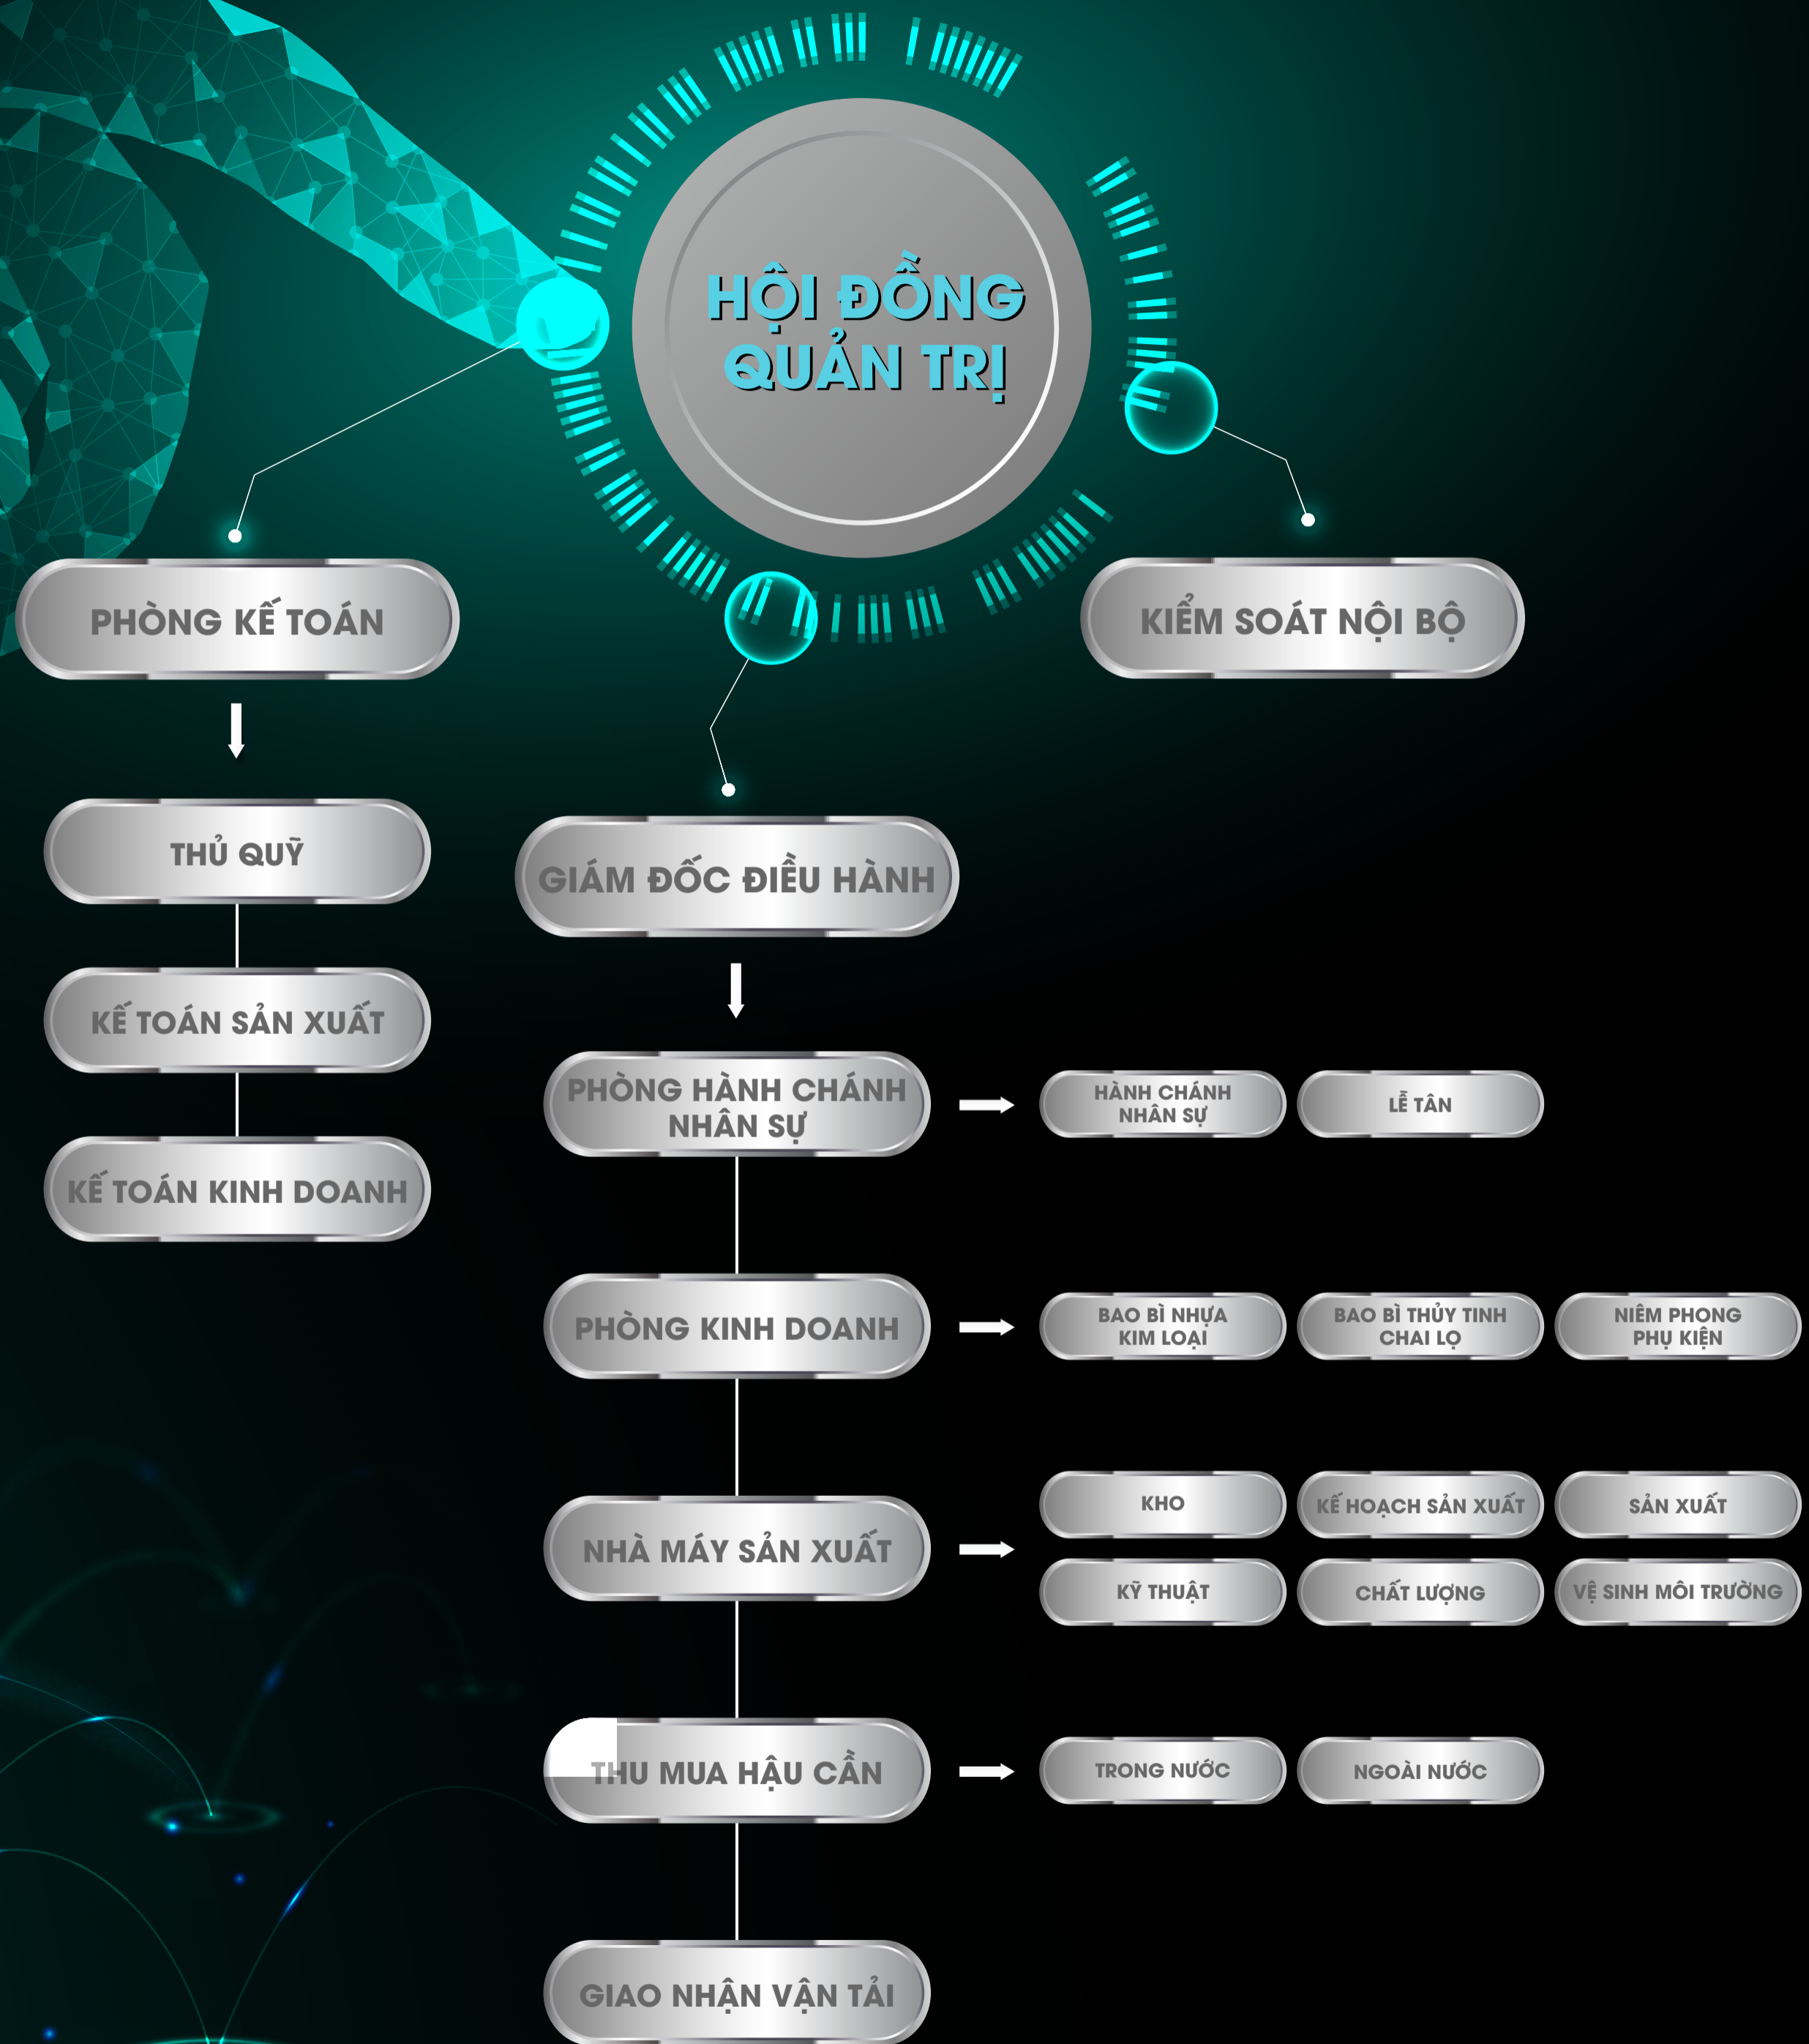 HỘI ĐỒNG
QUẢN TRỊ
PHÒNG KẾ TOÁN
KIỂM SOÁT NỘI BỘ
THỦ QUỸ
KẾ TOÁN SẢN XUẤT
KẾ TOÁN KINH DOANH
GIÁM ĐỐC ĐIỀU HÀNH
PHÒNG HÀNH CHÁNH
NHÂN SỰ
HÀNH CHÁNH
NHÂN SỰ
LỄ TÂN
PHÒNG KINH DOANH
BAO BÌ NHỰA
KIM LOẠI
BAO BÌ THỦY TINH
CHAI LỌ
NIÊM PHONG
PHỤ KIỆN
NHÀ MÁY SẢN XUẤT
KHO
KẾ HOẠCH SẢN XUẤT
SẢN XUẤT
KỸ THUẬT
CHẤT LƯỢNG
VỆ SINH MÔI TRƯỜNG
THU MUA HẬU CẦN
TRONG NƯỚC
NGOÀI NƯỚC
GIAO NHẬN VẬN TẢI